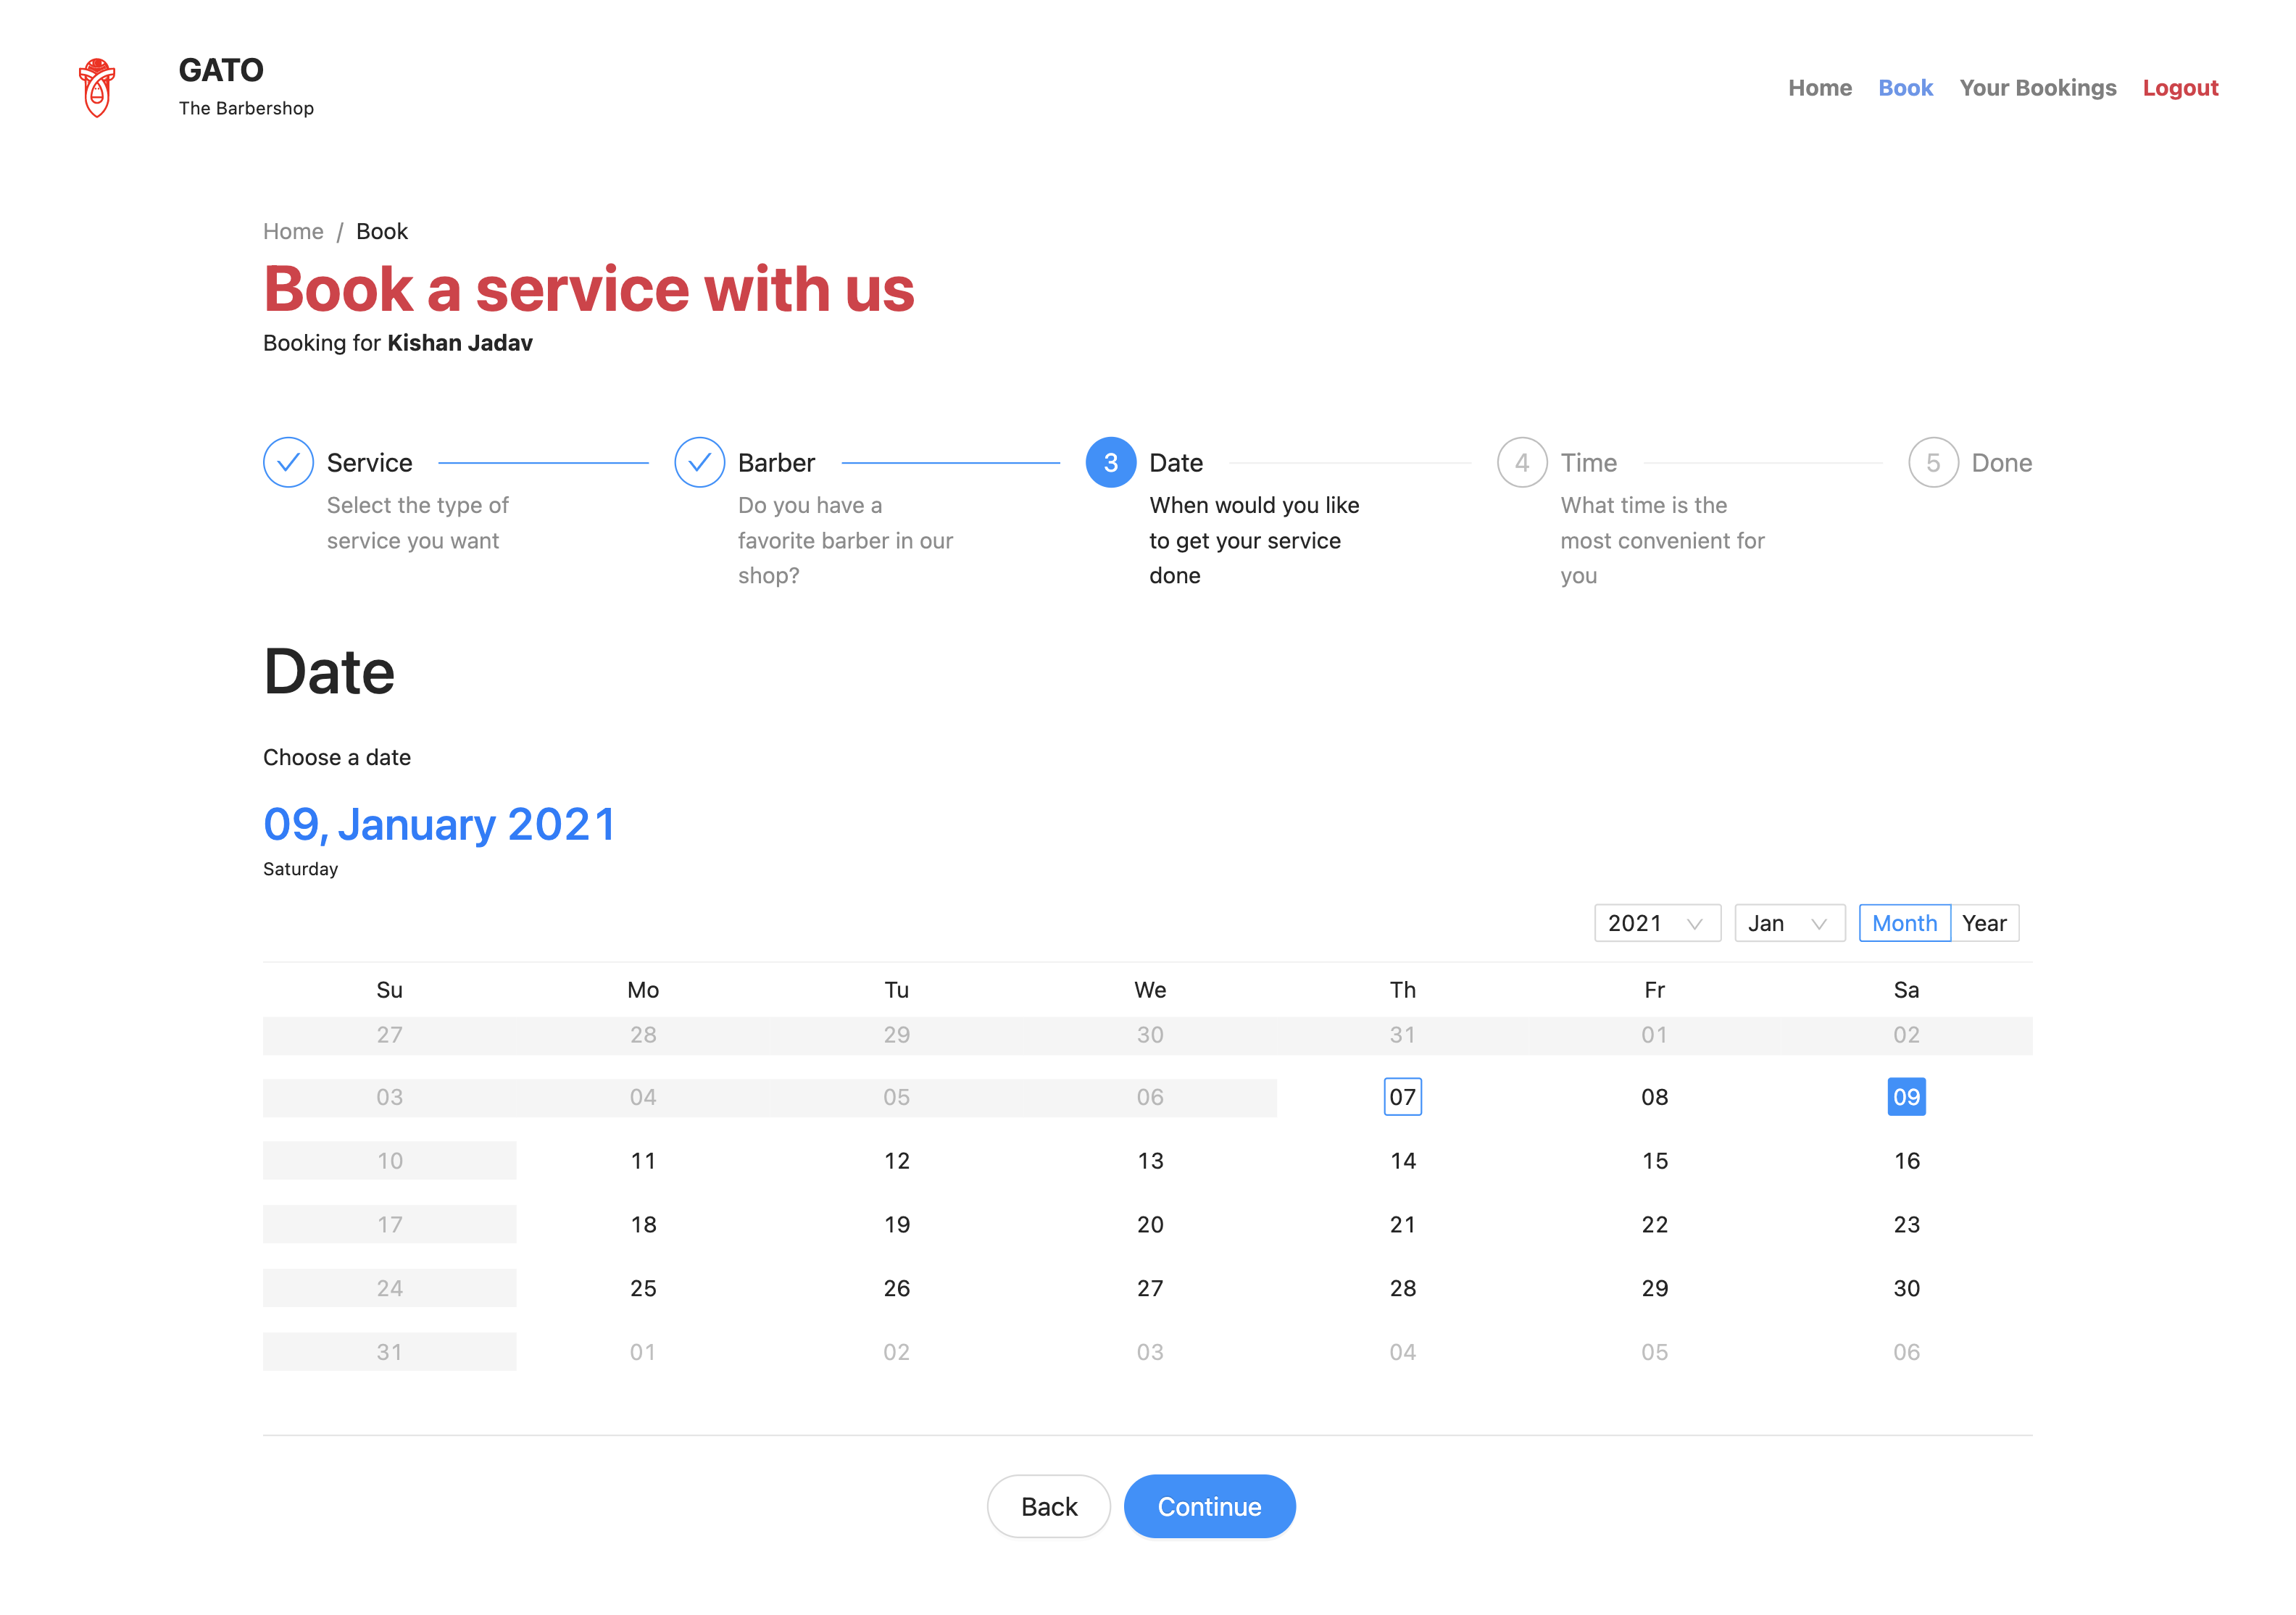 GATO
The Barbershop
Home Book Your Bookings Logout
Home / Book
Book a service with us
Booking for Kishan Jadav
Service
Select the type of
service you want
Barber
Do you have a
favorite barber in our
shop?
3 Date
When would you like
to get your service
done
4 Time
What time is the
most convenient for
you
5 Done
Date
Choose a date
09, January 2021
Saturday
2021 Jan Month Year
Su Mo Tu We Th Fr Sa
27 28 29 30 31 01 02
03 04 05 06 07 08 09
10 11 12 13 14 15 16
17 18 19 20 21 22 23
24 25 26 27 28 29 30
31 01 02 03 04 05 06
Back Continue